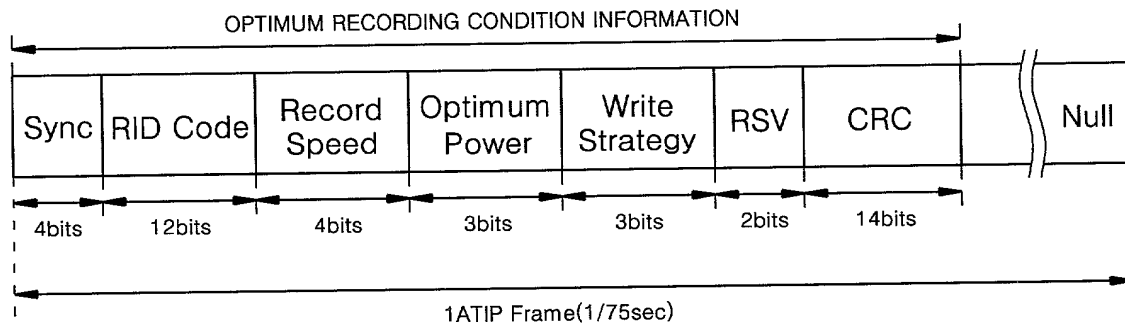 OPTIMUM RECORDING CONDITION INFORMATION
Sync
RID Code
Record
Speed
Optimum
Power
Write
Strategy
RSV
CRC
Null
4bits
12bits
4bits
3bits
3bits
2bits
14bits
1ATIP Frame(1/75sec)